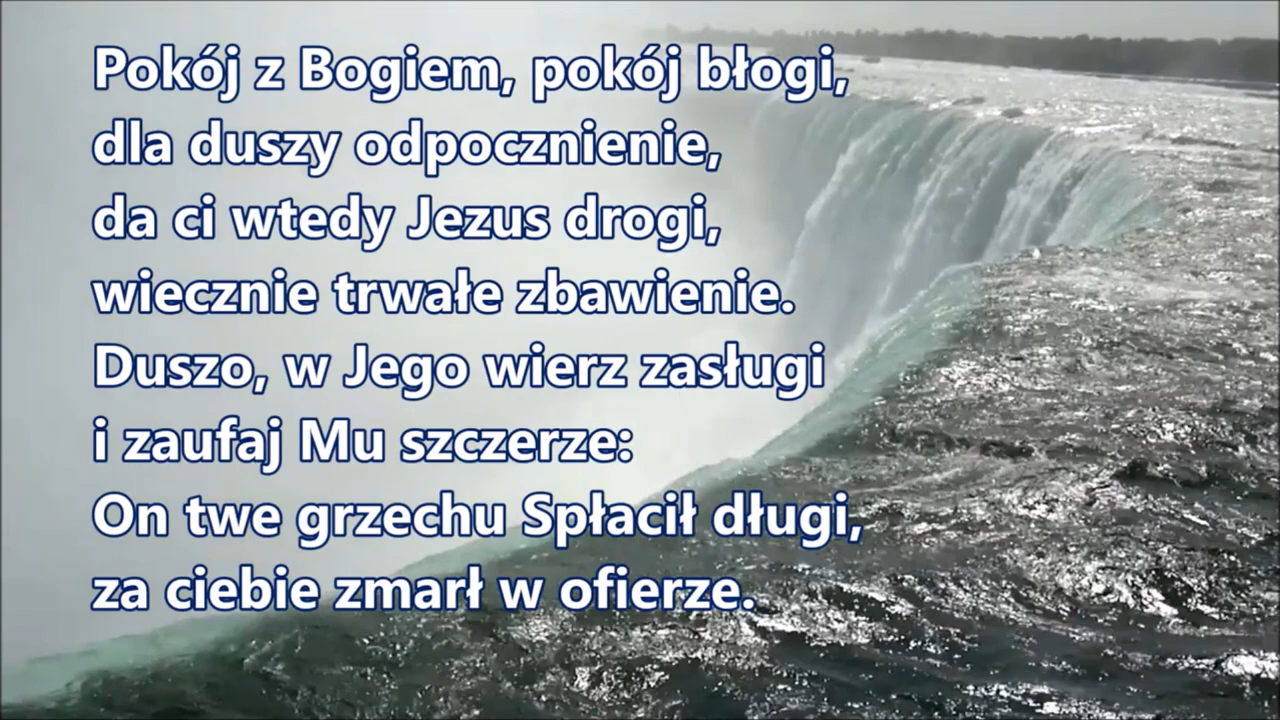 Pokój z Bogiem, pokój błogi,
dla duszy odpocznienie,
da ci wtedy Jezus drogi,
wiecznie trwałe zbawienie.
Duszo, w Jego wierz zasługi
i zaufaj Mu szczerze:
On twe grzechu Spłacił długi,
za ciebie zmarł w ofierze.